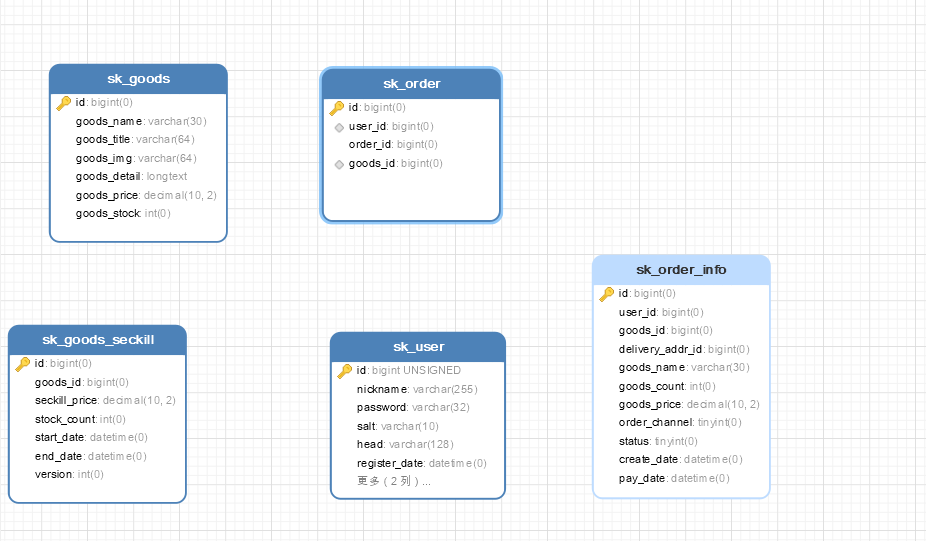 sk_goods
id: bigint(0)
goods_name: varchar(30)
goods_title: varchar(64)
goods_img: varchar(64)
goods_detail: longtext
goods_price: decimal(10, 2)
goods_stock: int(0)
sk_order
id: bigint(0)
user_id: bigint(0)
order_id: bigint(0)
goods_id: bigint(0)
sk_goods_seckill
id: bigint(0)
goods_id: bigint(0)
seckill_price: decimal(10, 2)
stock_count: int(0)
start_date: datetime(0)
end_date: datetime(0)
version: int(0)
sk_user
id: bigint UNSIGNED
nickname: varchar(255)
password: varchar(32)
salt: varchar(10)
head: varchar(128)
register_date: datetime(0)
更多 ( 2 列 ) ...
sk_order_info
id: bigint(0)
user_id: bigint(0)
goods_id: bigint(0)
delivery_addr_id: bigint(0)
goods_name: varchar(30)
goods_count: int(0)
goods_price: decimal(10, 2)
order_channel: tinyint(0)
status: tinyint(0)
create_date: datetime(0)
pay_date: datetime(0)